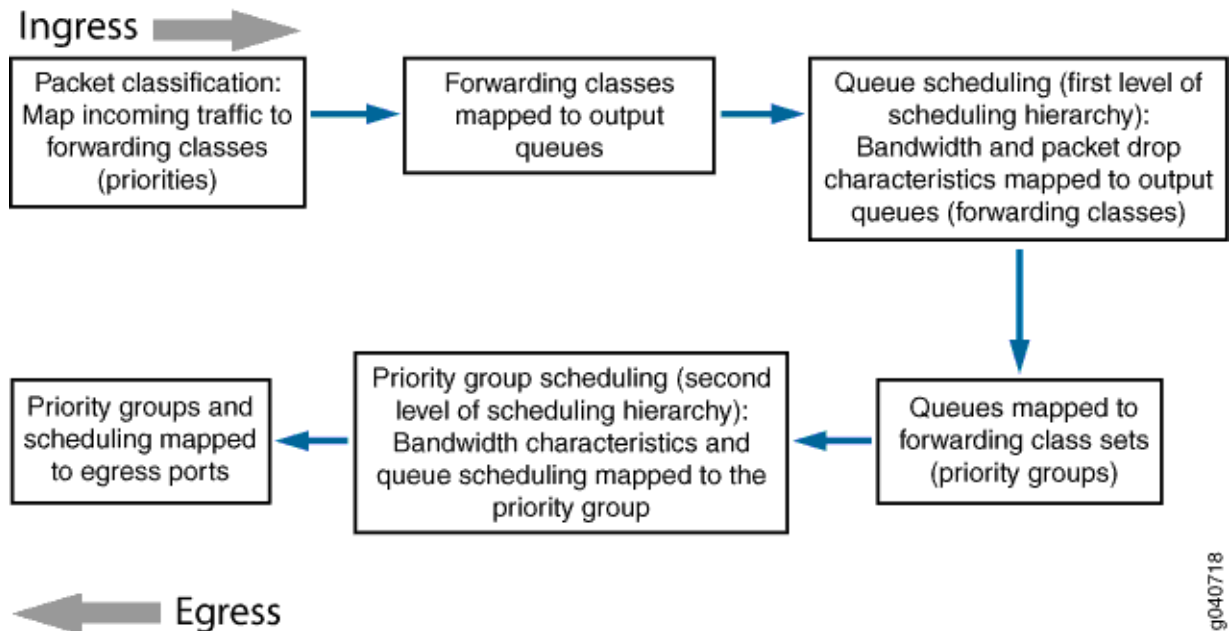 Ingress
Packet classification:
Map incoming traffic to
forwarding classes
(priorities)
Forwarding classes
mapped to output
queues
Queue scheduling (first level of
scheduling hierarchy):
Bandwidth and packet drop
characteristics mapped to output
queues (forwarding classes)
Queues mapped to
forwarding class sets
(priority groups)
Priority group scheduling (second
level of scheduling hierarchy):
Bandwidth characteristics and
queue scheduling mapped to the
priority group
Priority groups and
scheduling mapped
to egress ports
Egress
g040718